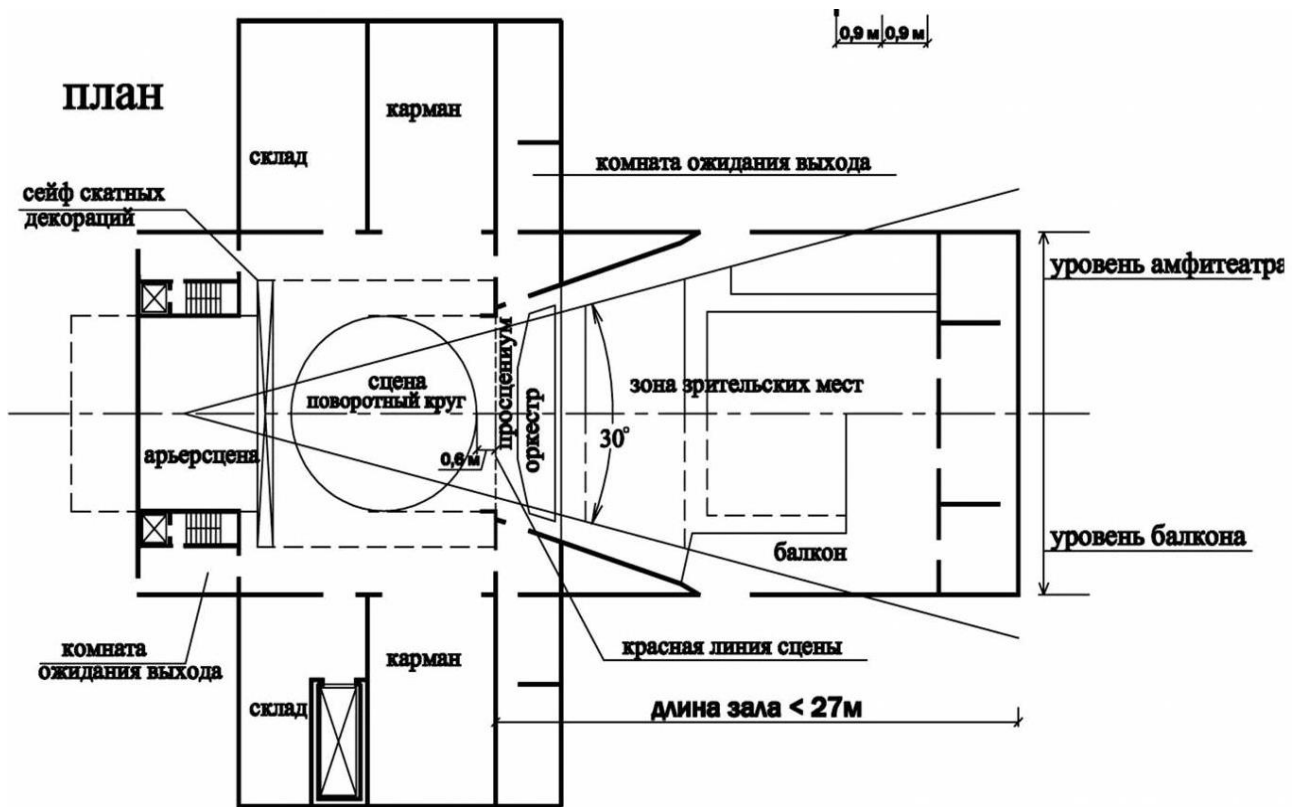 0,9 м 0,9 м
план
карман
склад
комната ожидания выхода
сейф скатных
декораций
уровень амфитеатра
просцениум
сцена
поворотный круг
оркестр
зона зрительских мест
30°
арьерсцена
0,6 м
балкон
уровень балкона
комната
ожидания выхода
карман
красная линия сцены
склад
длина зала < 27м